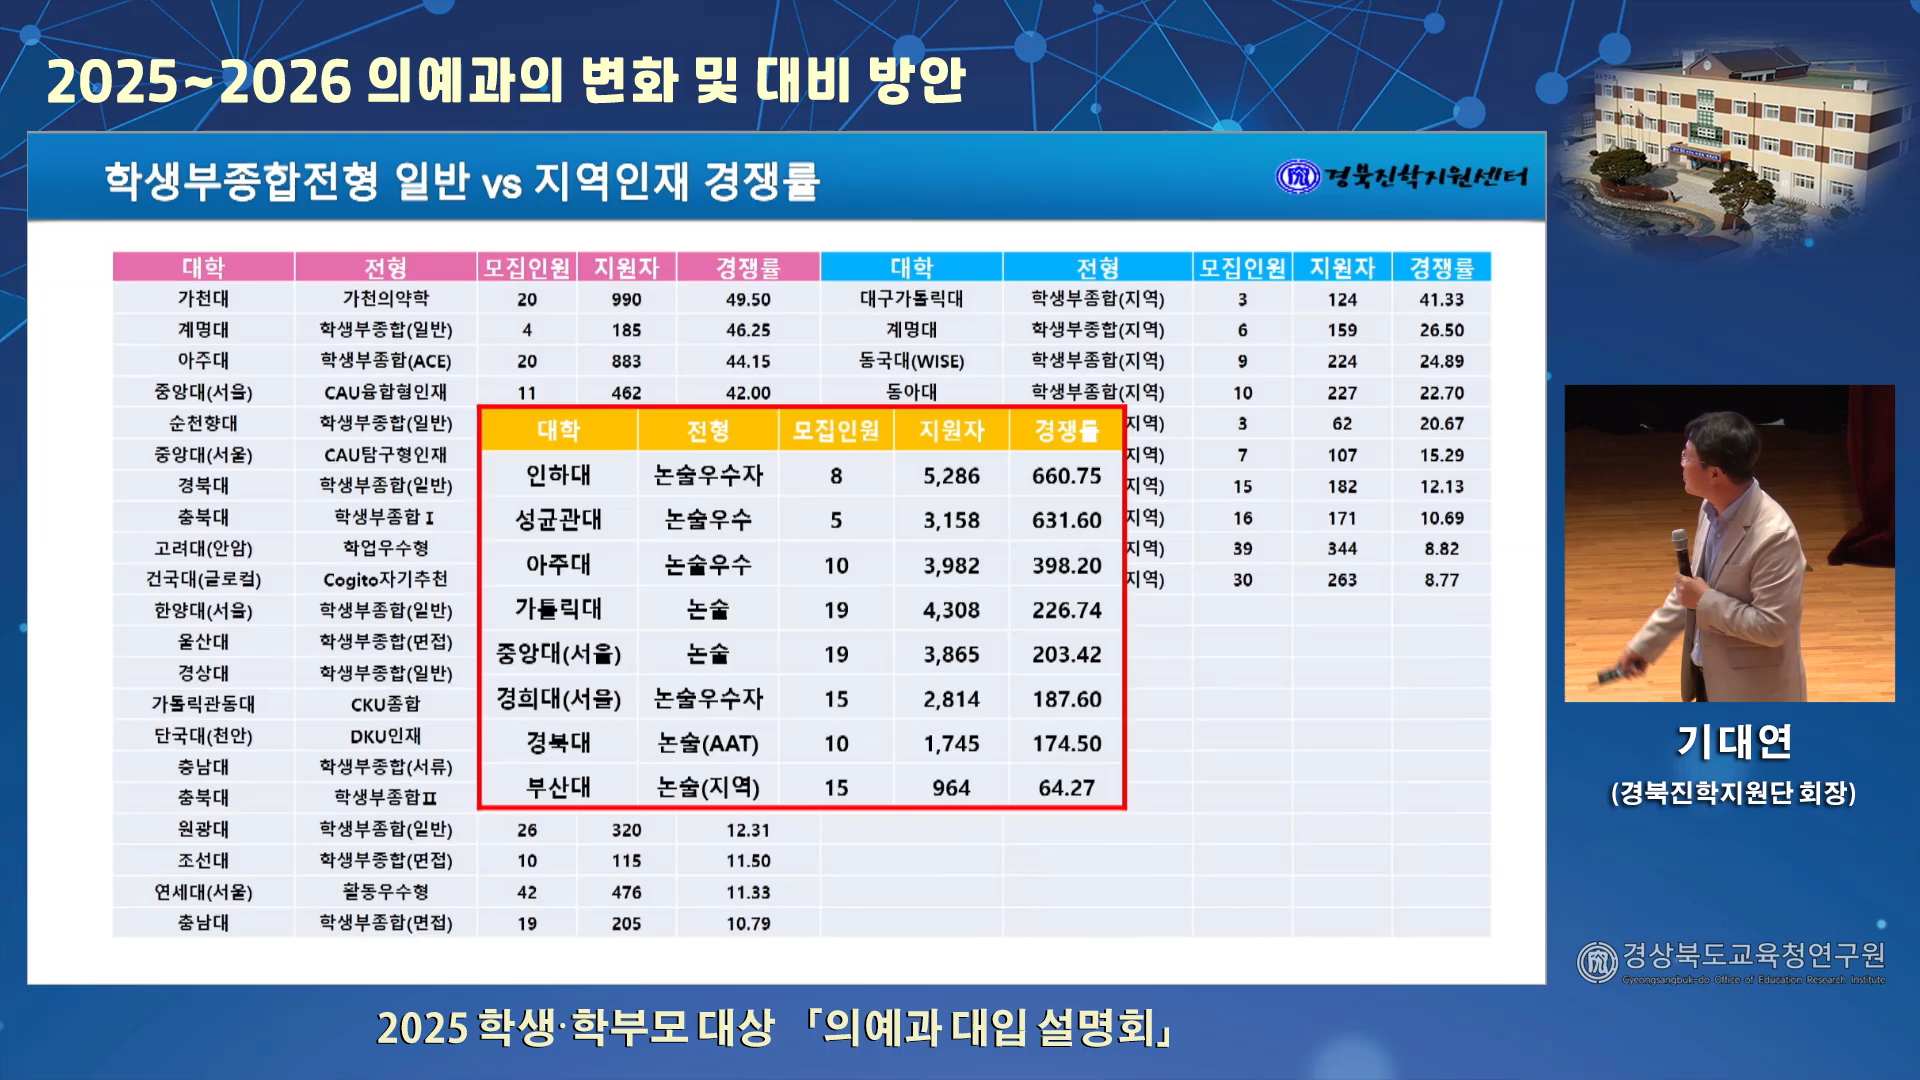 2025~2026 의예과의 변화 및 대비 방안
학생부종합전형 일반 vs 지역인재 경쟁률
경북진학지원센터
대학 전형 모집인원 지원자 경쟁률 대학 전형 모집인원 지원자 경쟁률
가천대 가천의약학 20 990 49.50 대구가톨릭대 학생부종합(지역) 3 124 41.33
계명대 학생부종합(일반) 4 185 46.25 계명대 학생부종합(지역) 6 159 26.50
아주대 학생부종합(ACE) 20 883 44.15 동국대(WISE) 학생부종합(지역) 9 224 24.89
중앙대(서울) CAU융합형인재 11 462 42.00 동아대 학생부종합(지역) 10 227 22.70
순천향대 학생부종합(일반) 지역) 3 62 20.67
중앙대(서울) CAU탐구형인재 지역) 7 107 15.29
경북대 학생부종합(일반) 지역) 15 182 12.13
충북대 학생부종합Ⅰ 지역) 16 171 10.69
고려대(안암) 학업우수형 지역) 39 344 8.82
건국대(글로컬) Cogito자기추천 지역) 30 263 8.77
한양대(서울) 학생부종합(일반)
울산대 학생부종합(면접)
경상대 학생부종합(일반)
가톨릭관동대 CKU종합
단국대(천안) DKU인재
충남대 학생부종합(서류)
충북대 학생부종합Ⅱ
원광대 학생부종합(일반) 26 320 12.31
조선대 학생부종합(면접) 10 115 11.50
연세대(서울) 활동우수형 42 476 11.33
충남대 학생부종합(면접) 19 205 10.79
대학 전형 모집인원 지원자 경쟁률
인하대 논술우수자 8 5,286 660.75
성균관대 논술우수 5 3,158 631.60
아주대 논술우수 10 3,982 398.20
가톨릭대 논술 19 4,308 226.74
중앙대(서울) 논술 19 3,865 203.42
경희대(서울) 논술우수자 15 2,814 187.60
경북대 논술(AAT) 10 1,745 174.50
부산대 논술(지역) 15 964 64.27
기대연
(경북진학지원단 회장)
경상북도교육청연구원
Gyeongsangbuk-do Office of Education Research Institute
2025 학생·학부모 대상 「의예과 대입 설명회」